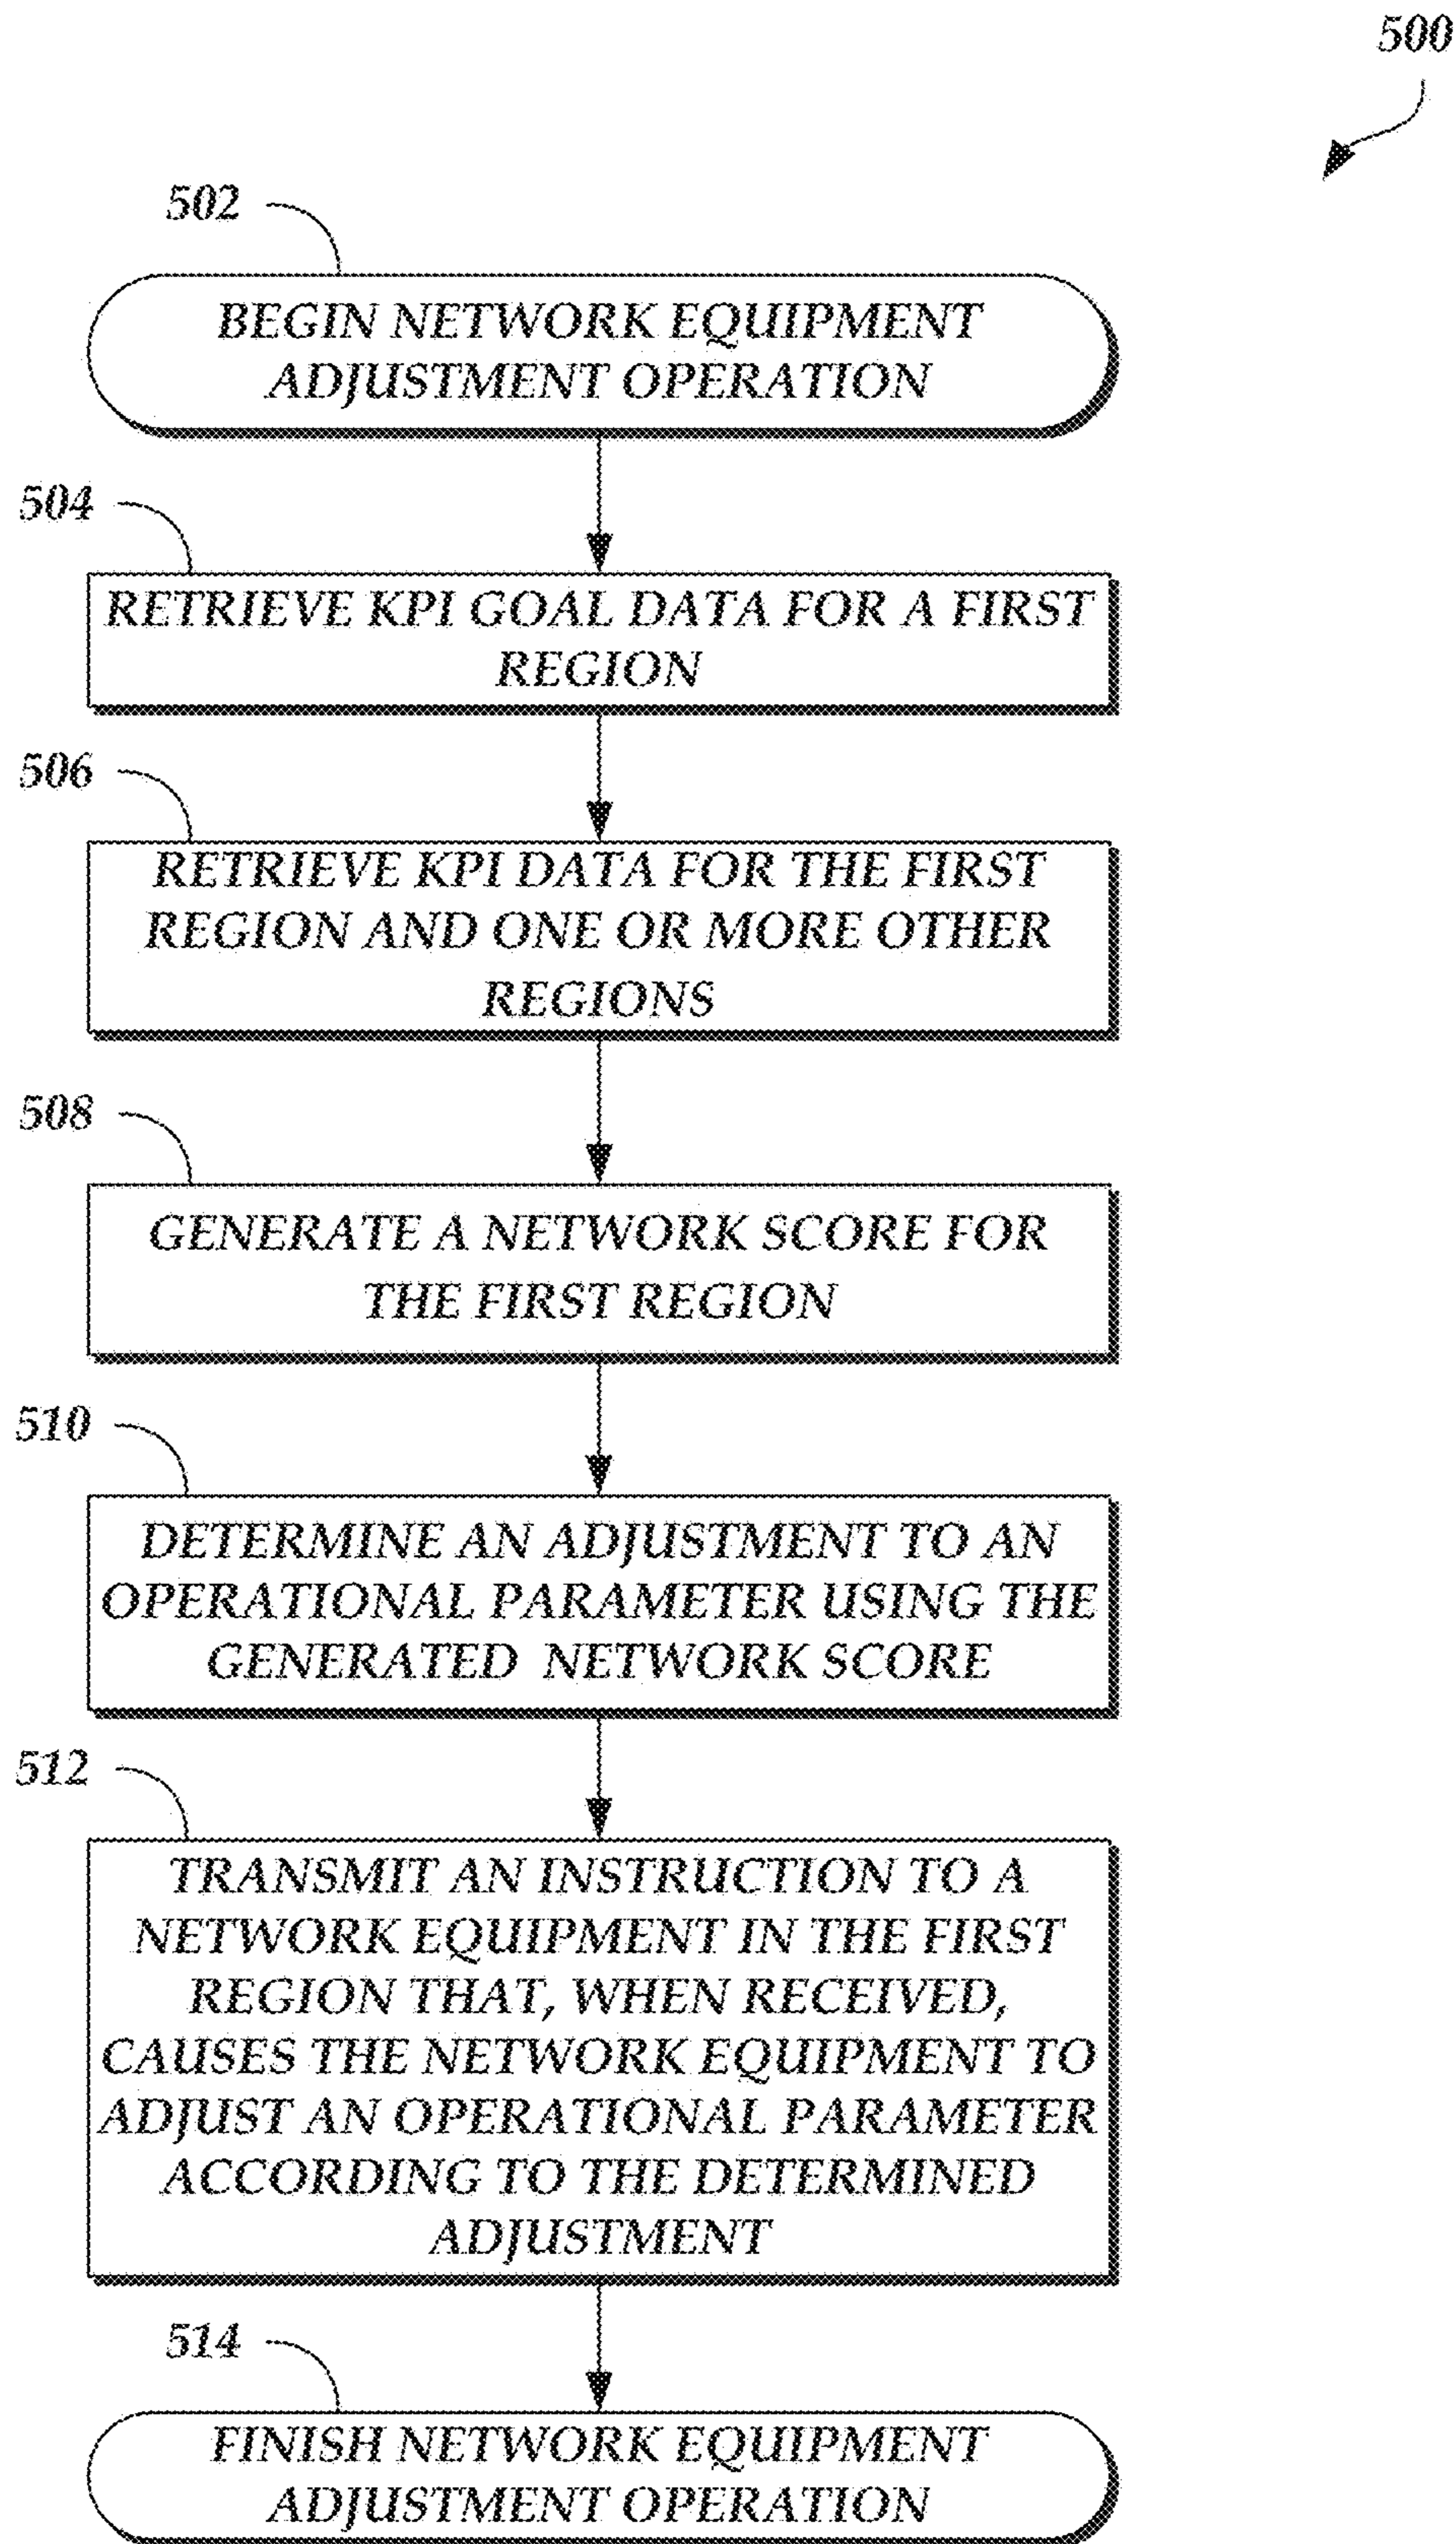 500
502
BEGIN NETWORK EQUIPMENT
ADJUSTMENT OPERATION
504
RETRIEVE KPI GOAL DATA FOR A FIRST
REGION
506
RETRIEVE KPI DATA FOR THE FIRST
REGION AND ONE OR MORE OTHER
REGIONS
508
GENERATE A NETWORK SCORE FOR
THE FIRST REGION
510
DETERMINE AN ADJUSTMENT TO AN
OPERATIONAL PARAMETER USING THE
GENERATED NETWORK SCORE
512
TRANSMIT AN INSTRUCTION TO A
NETWORK EQUIPMENT IN THE FIRST
REGION THAT, WHEN RECEIVED,
CAUSES THE NETWORK EQUIPMENT TO
ADJUST AN OPERATIONAL PARAMETER
ACCORDING TO THE DETERMINED
ADJUSTMENT
514
FINISH NETWORK EQUIPMENT
ADJUSTMENT OPERATION